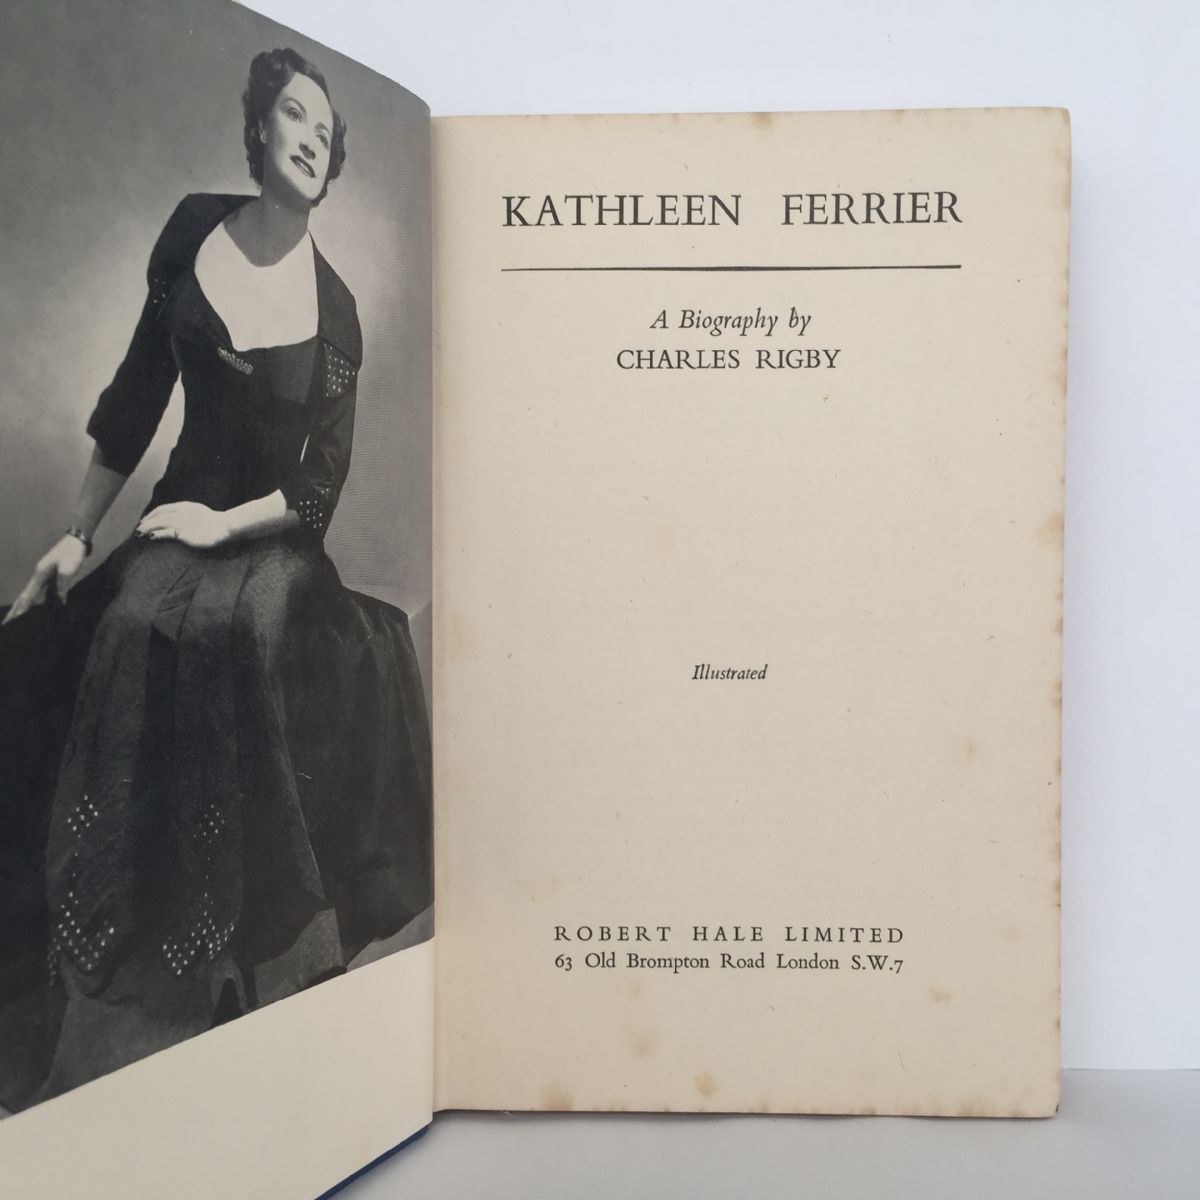 KATHLEEN FERRIER
A Biography by
CHARLES RIGBY
Illustrated
ROBERT HALE LIMITED
63 Old Brompton Road London S.W.7